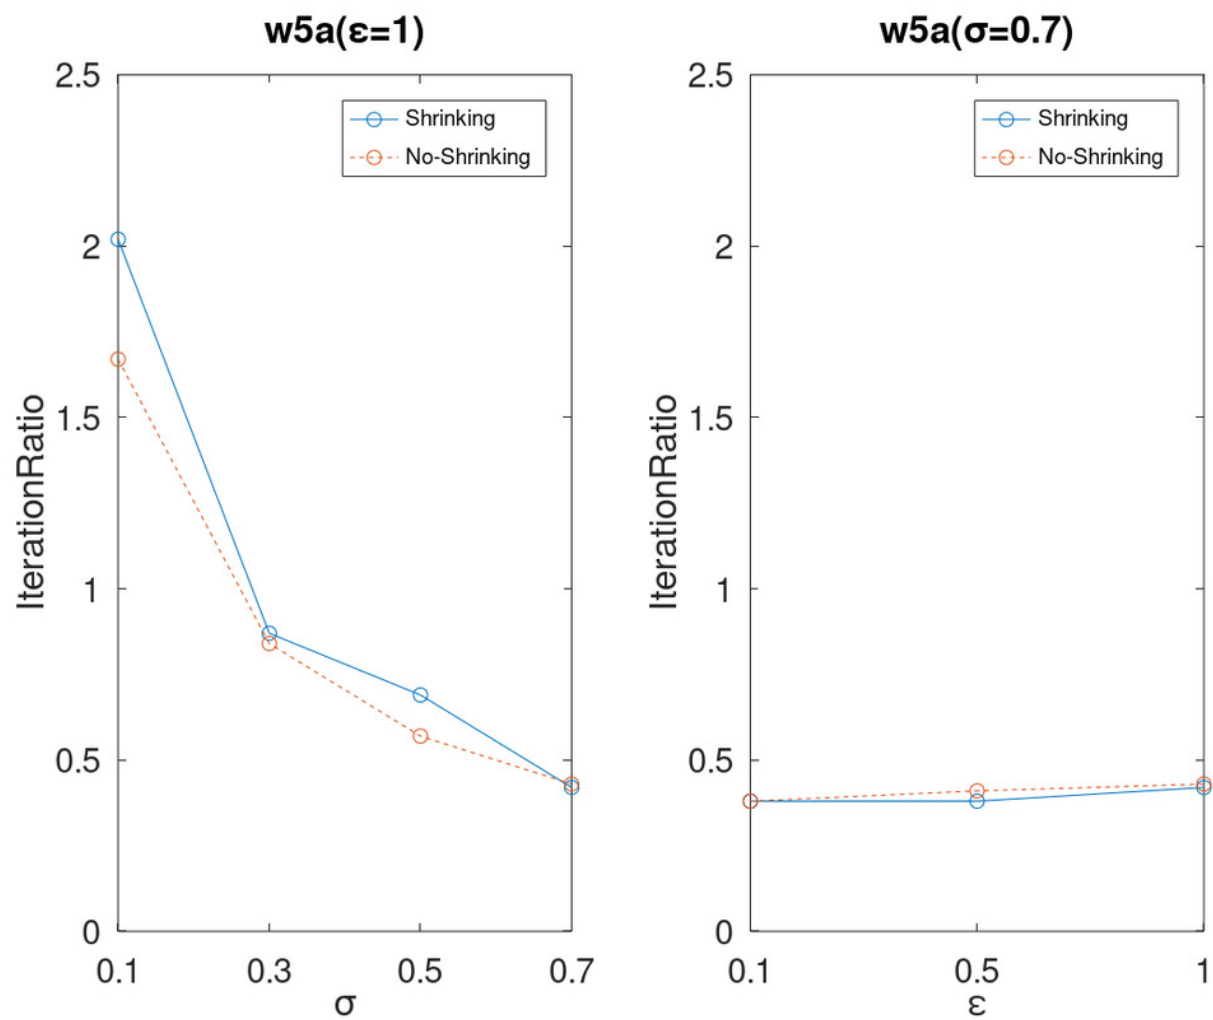 w5a(ε=1)
2.5
2
1.5
1
0.5
0
IterationRatio
Shrinking
No-Shrinking
0.1 0.3 0.5 0.7
σ
w5a(σ=0.7)
2.5
2
1.5
1
0.5
0
IterationRatio
Shrinking
No-Shrinking
0.1 0.5 1
ε